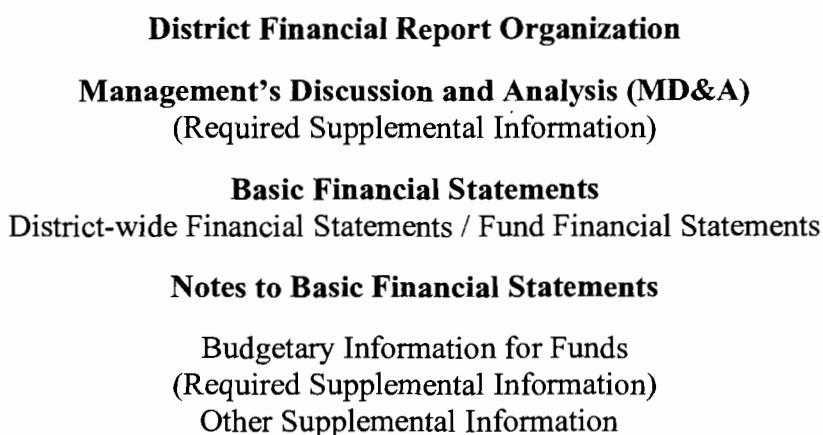 District Financial Report Organization
Management's Discussion and Analysis (MD&A)
(Required Supplemental Information)
Basic Financial Statements
District-wide Financial Statements / Fund Financial Statements
Notes to Basic Financial Statements
Budgetary Information for Funds
(Required Supplemental Information)
Other Supplemental Information